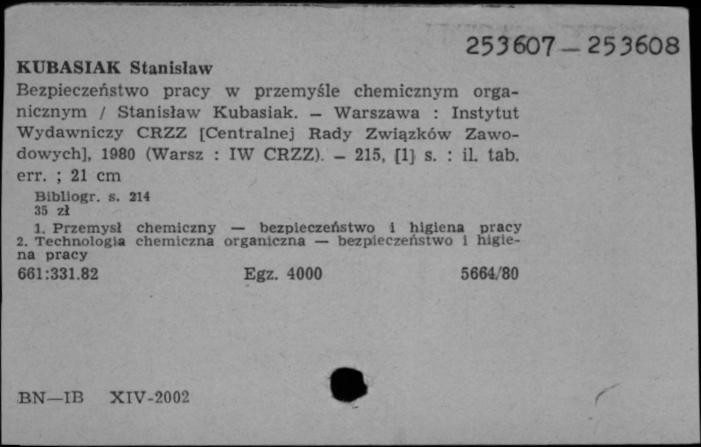 253607 – 253608
KUBASIAK Stanisław
Bezpieczeństwo pracy w przemyśle chemicznym orga-
nicznym / Stanisław Kubasiak. — Warszawa : Instytut
Wydawniczy CRZZ [Centralnej Rady Związków Zawo-
dowych], 1980 (Warsz : IW CRZZ). — 215, [1] s. : il. tab.
err. ; 21 cm
Bibliogr. s. 214
35 zł
1. Przemysł chemiczny — bezpieczeństwo i higiena pracy
2. Technologia chemiczna organiczna — bezpieczeństwo i higie-
na pracy
661:331.82 Egz. 4000 5664/80
BN—IB XIV-2002